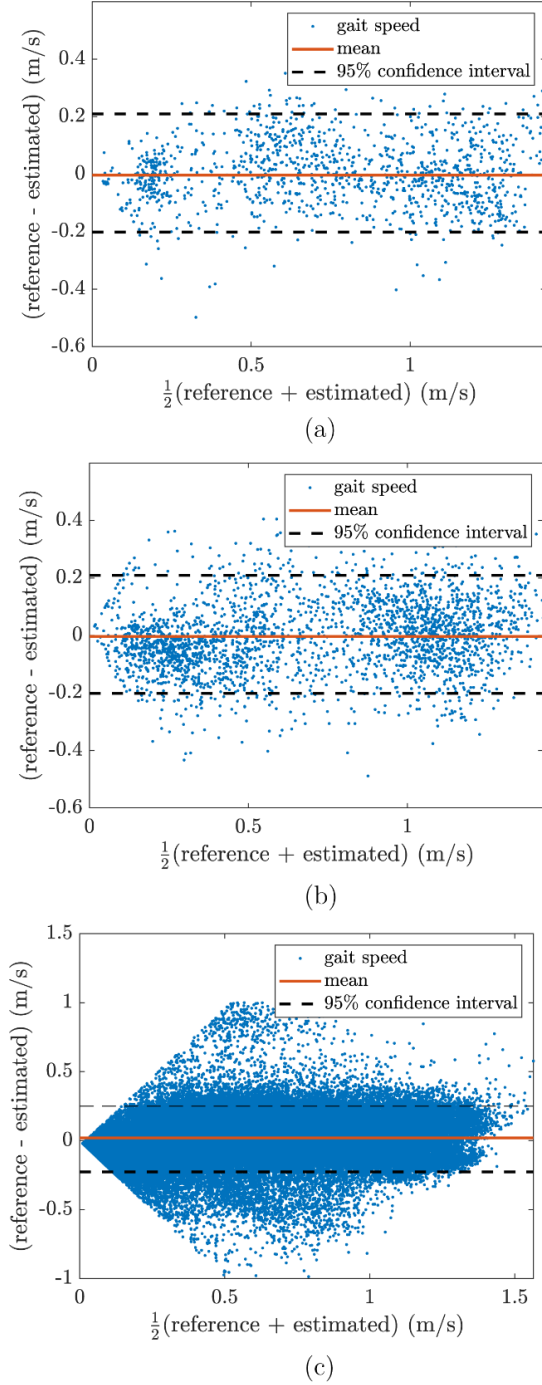 gait speed
mean
95% confidence interval
0.4
0.2
0
-0.2
-0.4
-0.6
(reference - estimated) (m/s)
0
0.5
1
½(reference + estimated) (m/s)
(a)
gait speed
mean
95% confidence interval
0.4
0.2
0
-0.2
-0.4
-0.6
(reference - estimated) (m/s)
0
0.5
1
½(reference + estimated) (m/s)
(b)
1.5
gait speed
mean
95% confidence interval
1
0.5
0
-0.5
-1
(reference - estimated) (m/s)
0
0.5
1
1.5
½(reference + estimated) (m/s)
(c)